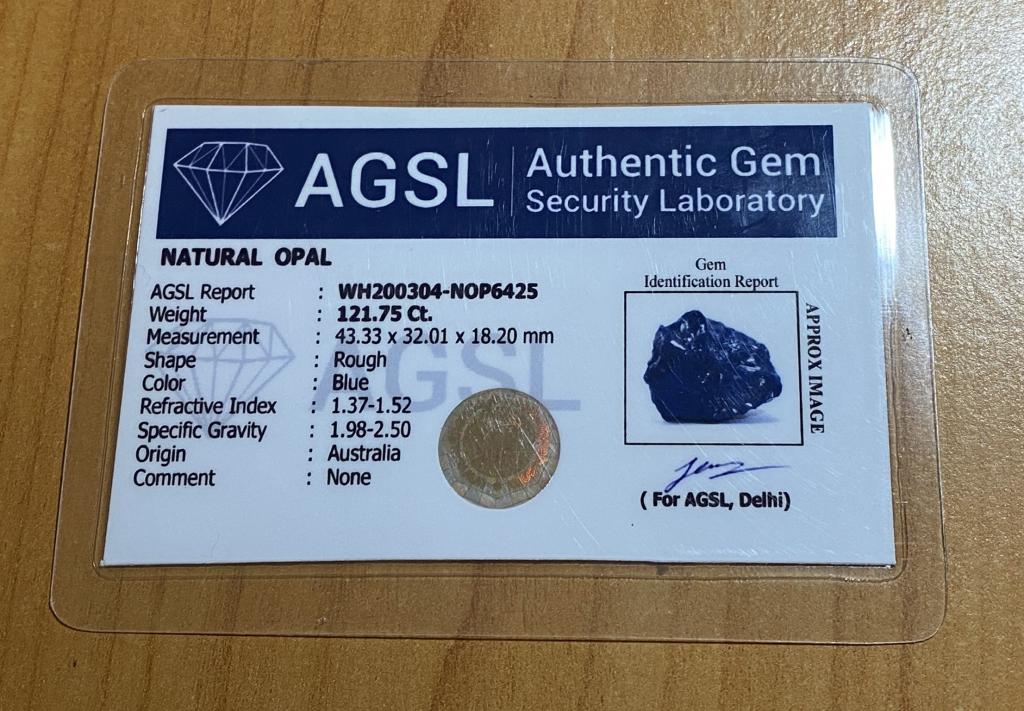 AGSL
Authentic Gem
Security Laboratory
NATURAL OPAL
AGSL Report : WH200304-NOP6425
Weight : 121.75 Ct.
Measurement : 43.33 x 32.01 x 18.20 mm
Shape : Rough
Color : Blue
Refractive Index : 1.37-1.52
Specific Gravity : 1.98-2.50
Origin : Australia
Comment : None
AGSL
Gem
Identification Report
APPROX IMAGE
( For AGSL, Delhi)